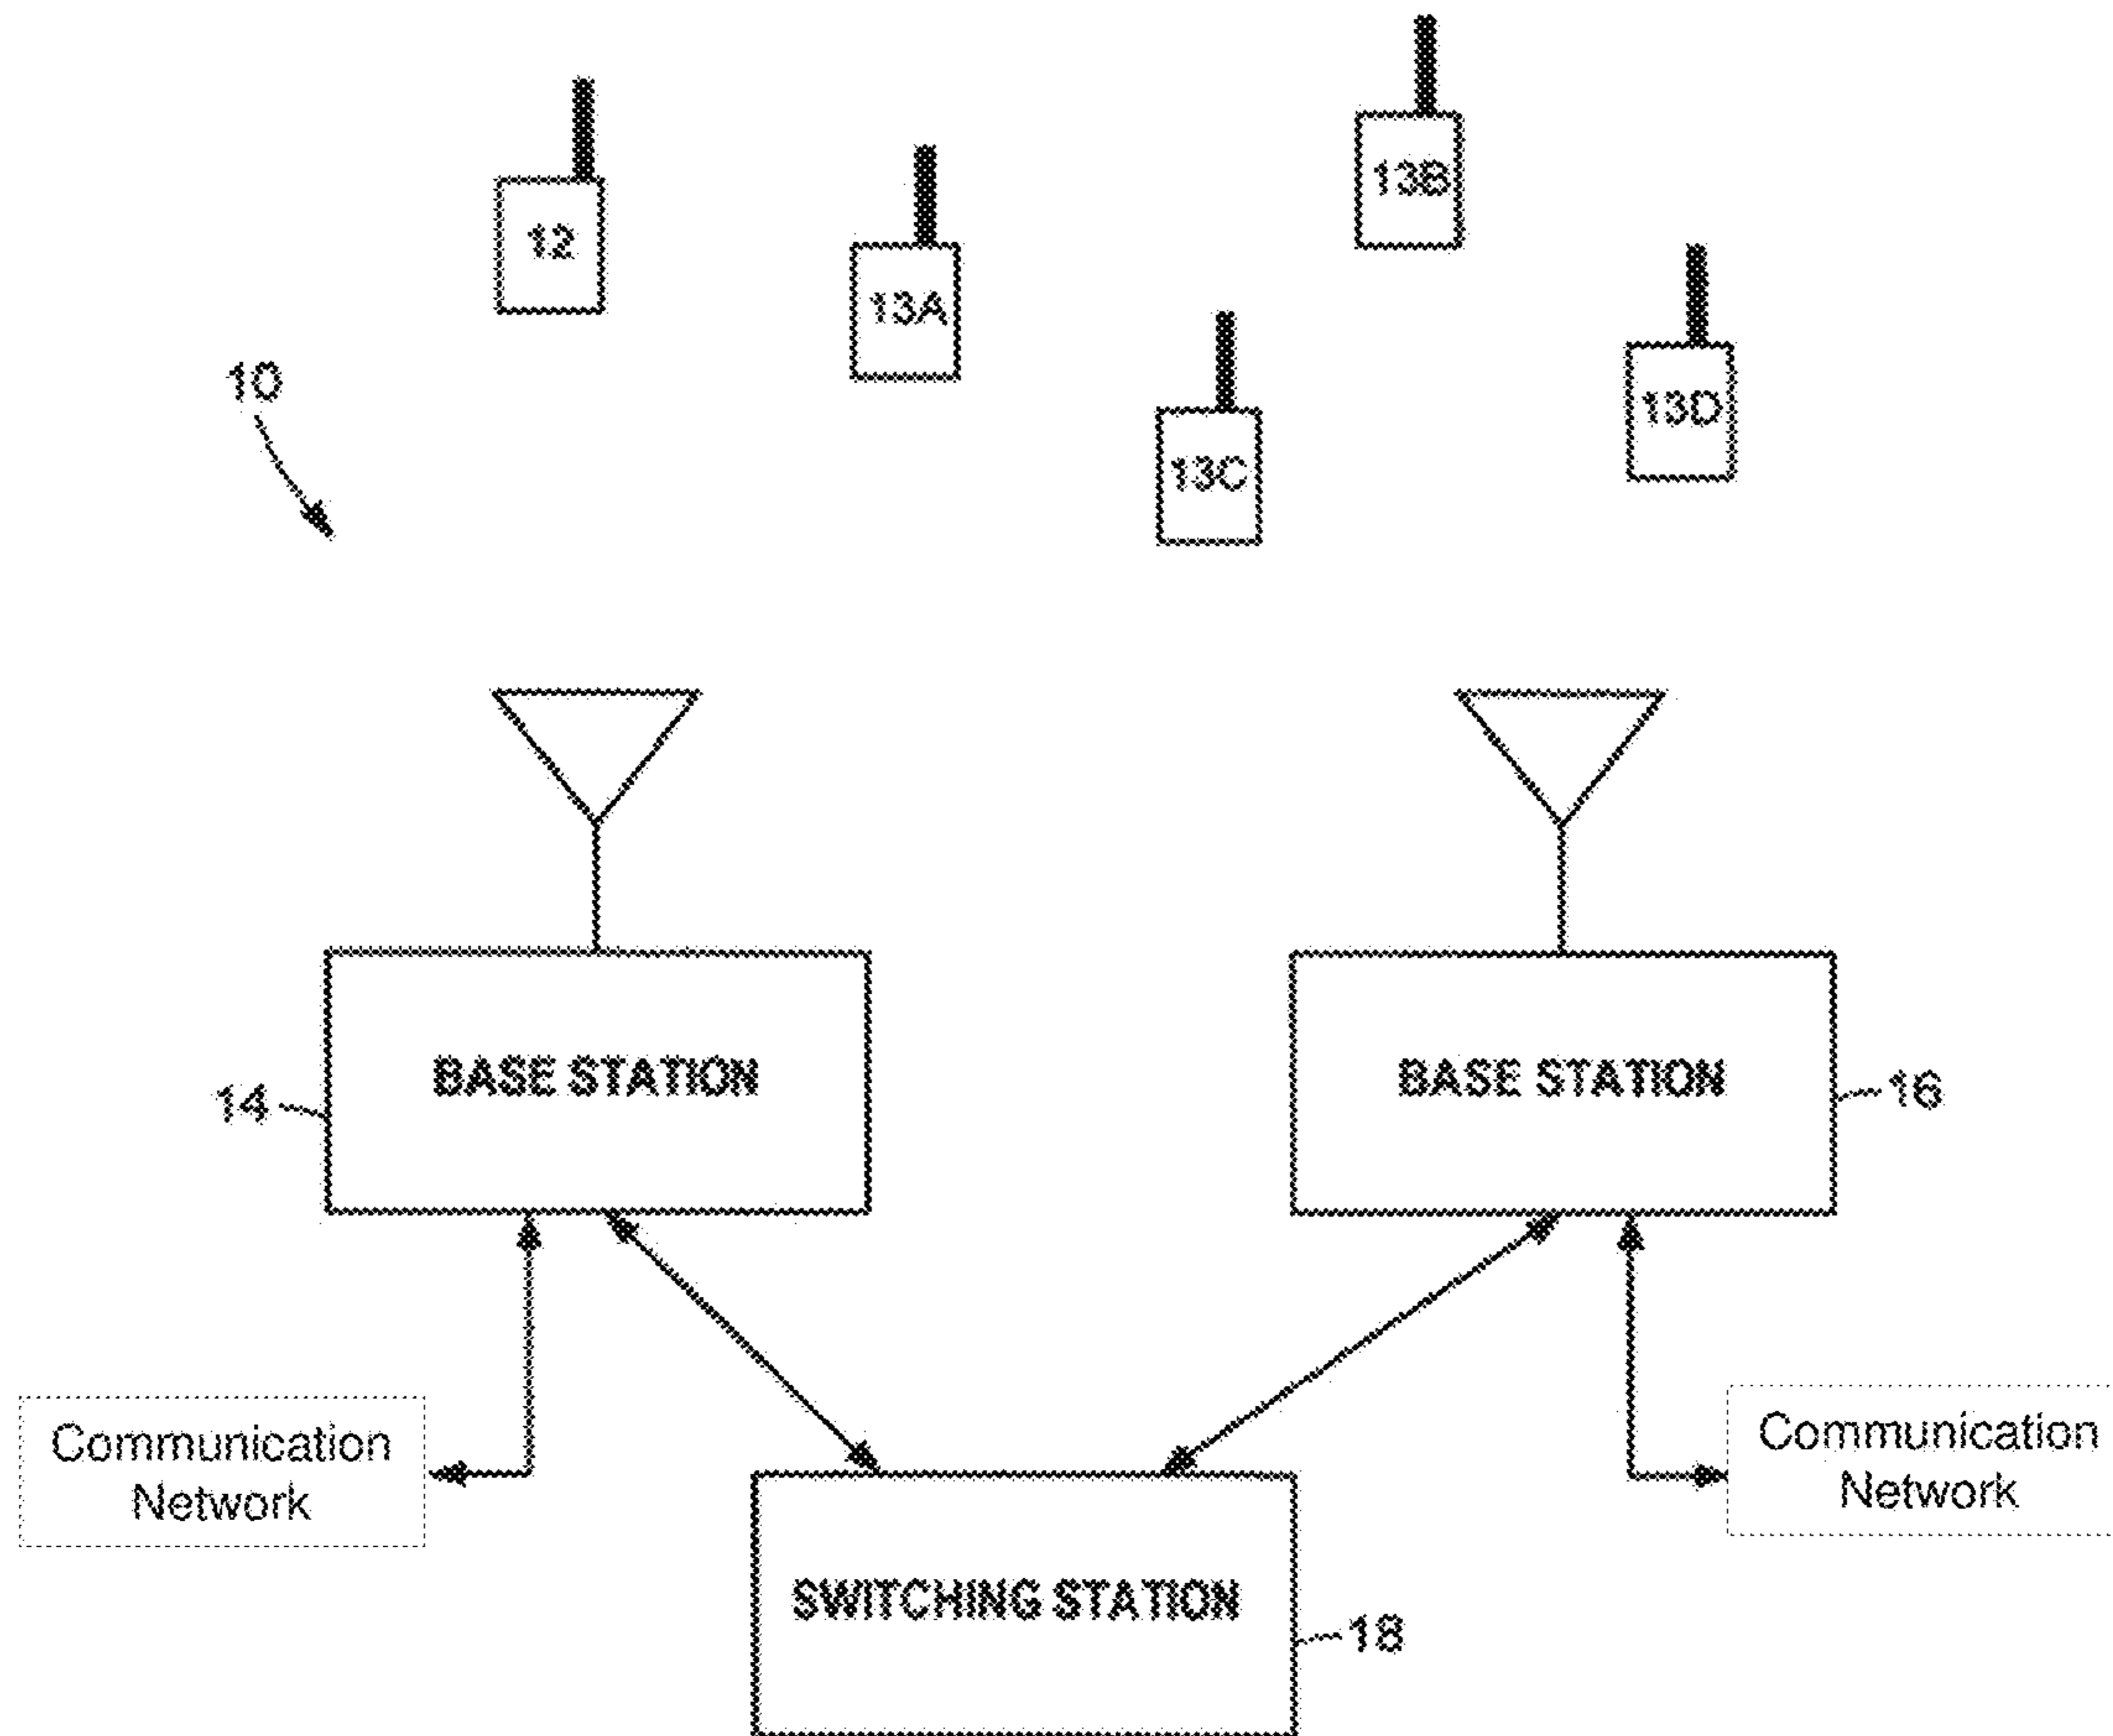 13B
12
13A
10
13D
13C
BASE STATION
BASE STATION
14
16
Communication
Network
Communication
Network
SWITCHING STATION
18